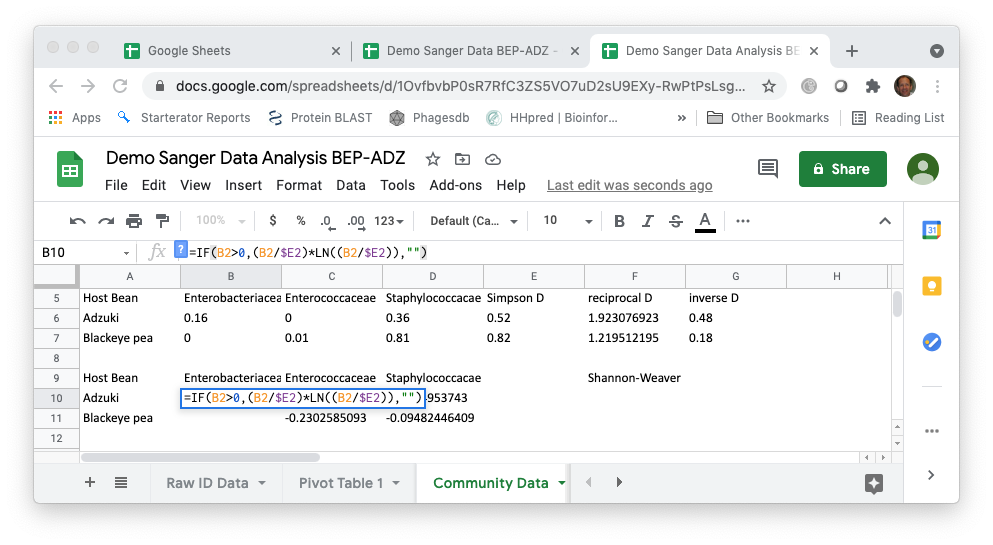 Google Sheets
Demo Sanger Data BEP-ADZ -
Demo Sanger Data Analysis BE
docs.google.com/spreadsheets/d/1OvfbvbP0sR7RfC3ZS5VO7uD2sU9EXy-RwPtPsLsg...
Apps Starterator Reports Protein BLAST Phagesdb HHpred | Bioinfor... » Other Bookmarks Reading List
Demo Sanger Data Analysis BEP-ADZ
File Edit View Insert Format Data Tools Add-ons Help Last edit was seconds ago
Share
100% $ % .0 .00 123 Default (Ca... 10 B I S A
31
B10 fx ? =IF(B2>0,(B2/$E2)*LN((B2/$E2)),"")
A B C D E F G H
5 Host Bean Enterobacteriacea Enterococcaceae Staphylococcacae Simpson D reciprocal D inverse D
6 Adzuki 0.16 0 0.36 0.52 1.923076923 0.48
7 Blackeye pea 0 0.01 0.81 0.82 1.219512195 0.18
8
9 Host Bean Enterobacteriacea Enterococcaceae Staphylococcacae Shannon-Weaver
10 Adzuki =IF(B2>0,(B2/$E2)*LN((B2/$E2)),"") 953743
11 Blackeye pea -0.2302585093 -0.09482446409
12
Raw ID Data Pivot Table 1 Community Data